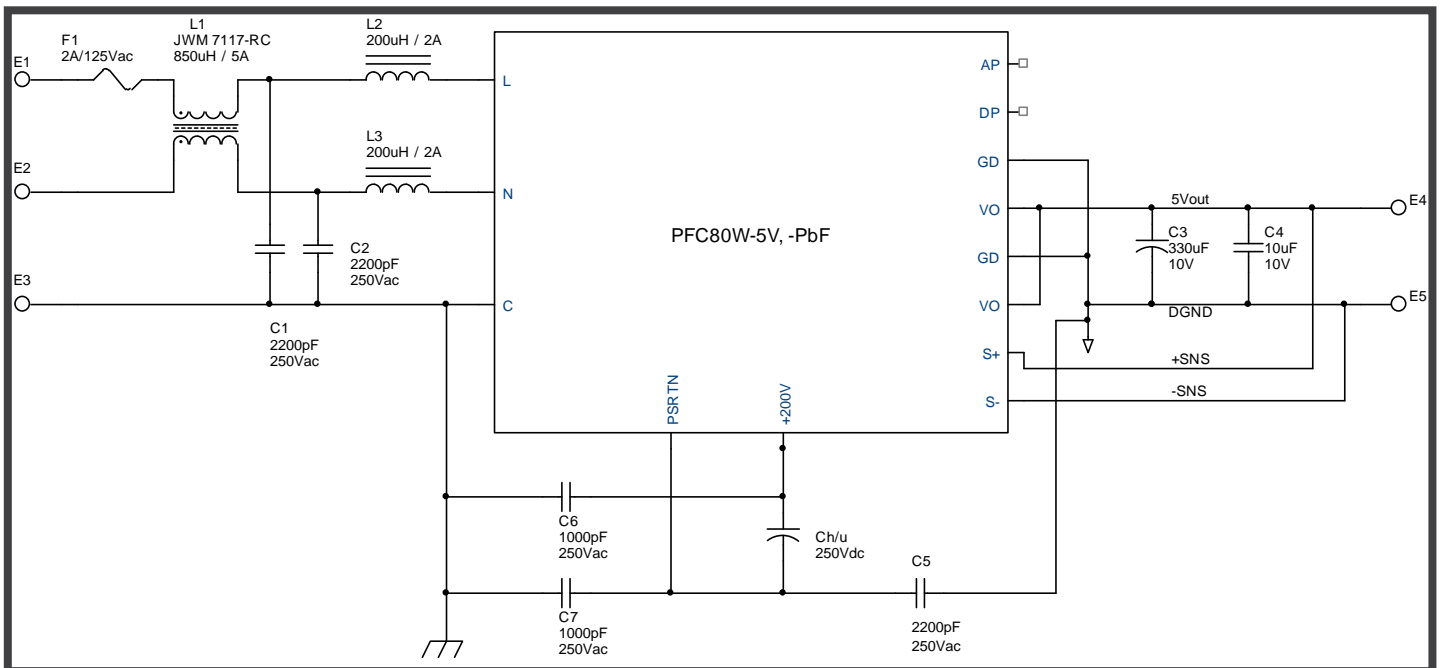 F1
2A/125Vac
L1
JWM 7117-RC
850uH / 5A
L2
200uH / 2A
E1
L
AP
DP
L3
200uH / 2A
E2
N
GD
VO
5Vout
E4
PFC80W-5V, -PbF
C2
2200pF
250Vac
GD
C3
330uF
10V
C4
10uF
10V
E3
C
VO
DGND
E5
C1
2200pF
250Vac
S+
+SNS
S-
-SNS
PSRTN
+200V
C6
1000pF
250Vac
Ch/u
250Vdc
C5
2200pF
250Vac
C7
1000pF
250Vac